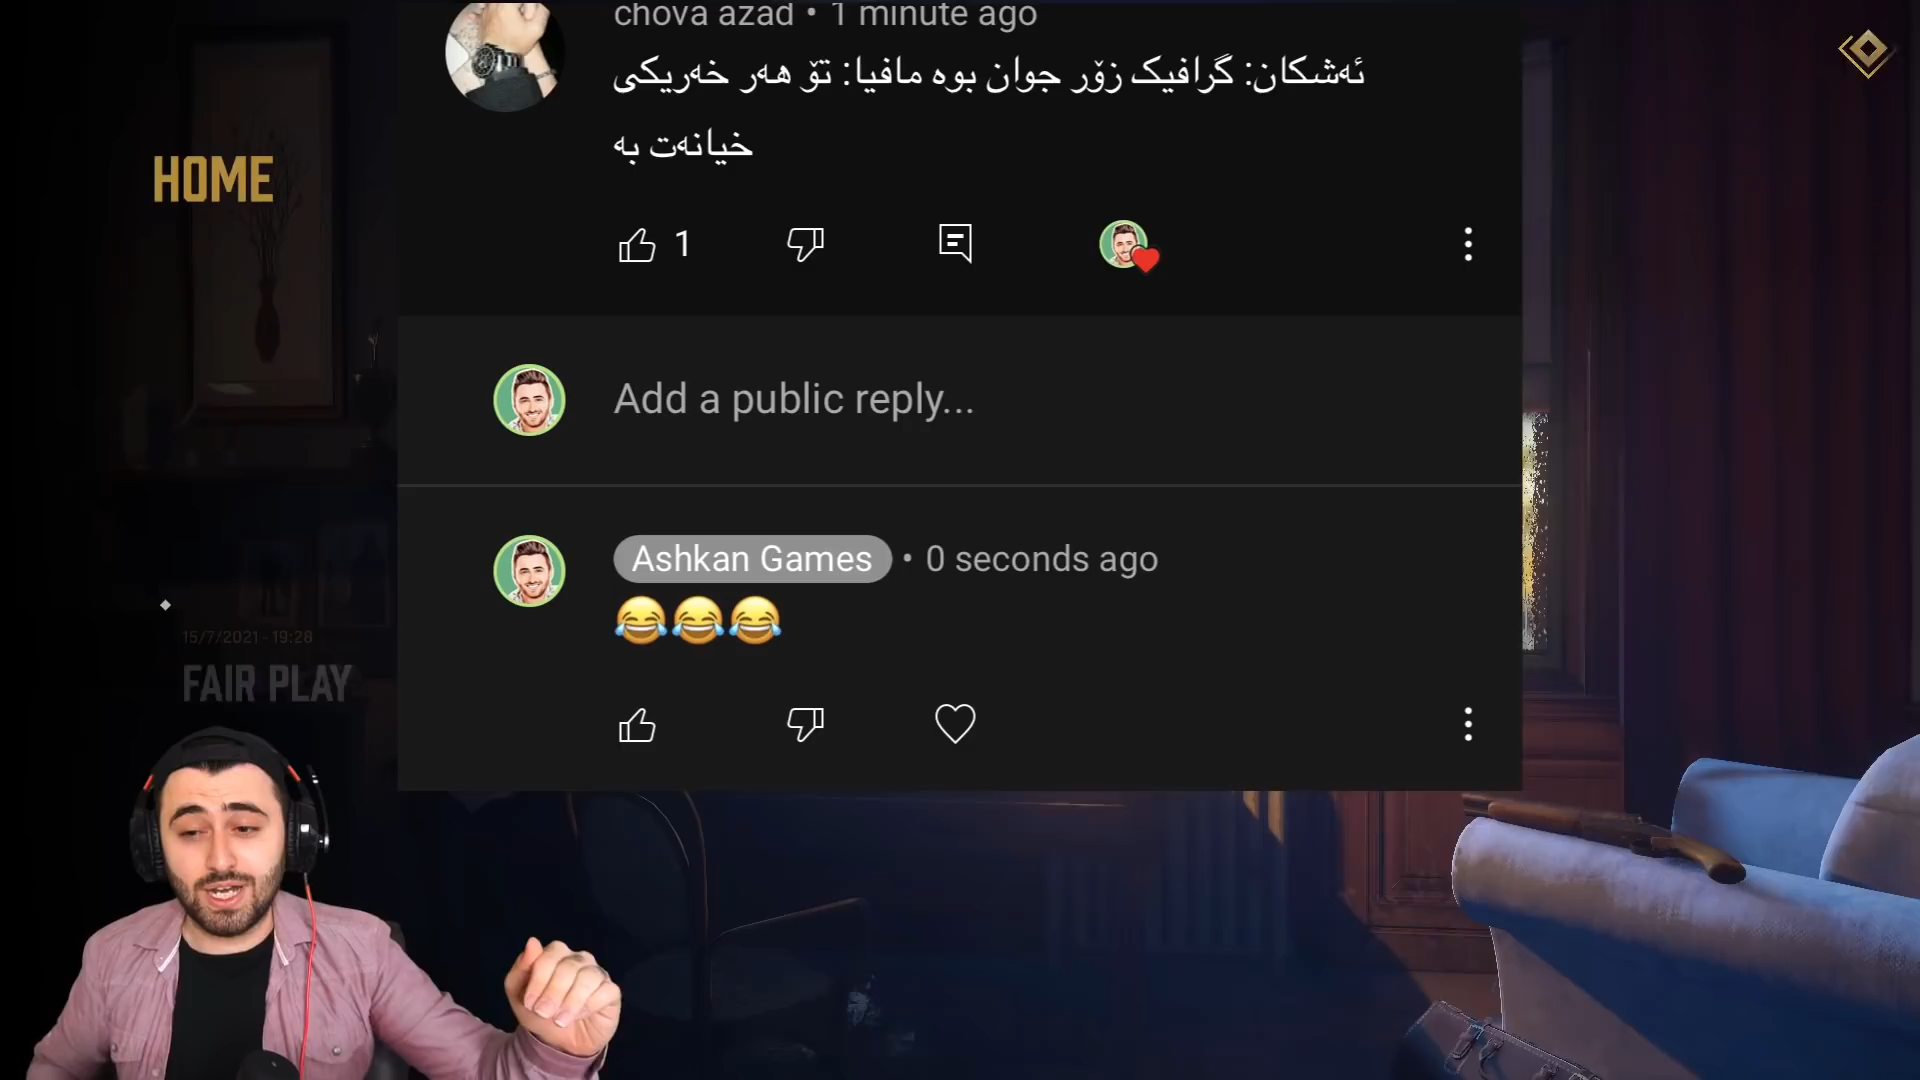 chova azad • 1 minute ago
ئەشکان: گرافیک زۆر جوان بوە مافیا: تۆ هەر خەریکی
خیانەت بە
HOME
1
Add a public reply...
Ashkan Games • 0 seconds ago
😂😂😂
15/7/2021 - 19:28
FAIR PLAY